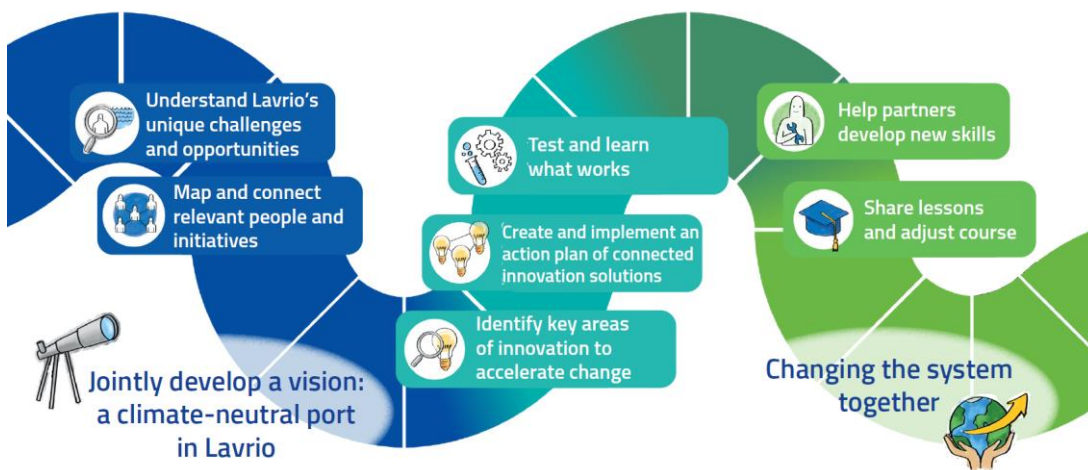 Understand Lavrio's
unique challenges
and opportunities
Map and connect
relevant people and
initiatives
Jointly develop a vision:
a climate-neutral port
in Lavrio
Identify key areas
of innovation to
accelerate change
Create and implement an
action plan of connected
innovation solutions
Test and learn
what works
Help partners
develop new skills
Share lessons
and adjust course
Changing the system
together